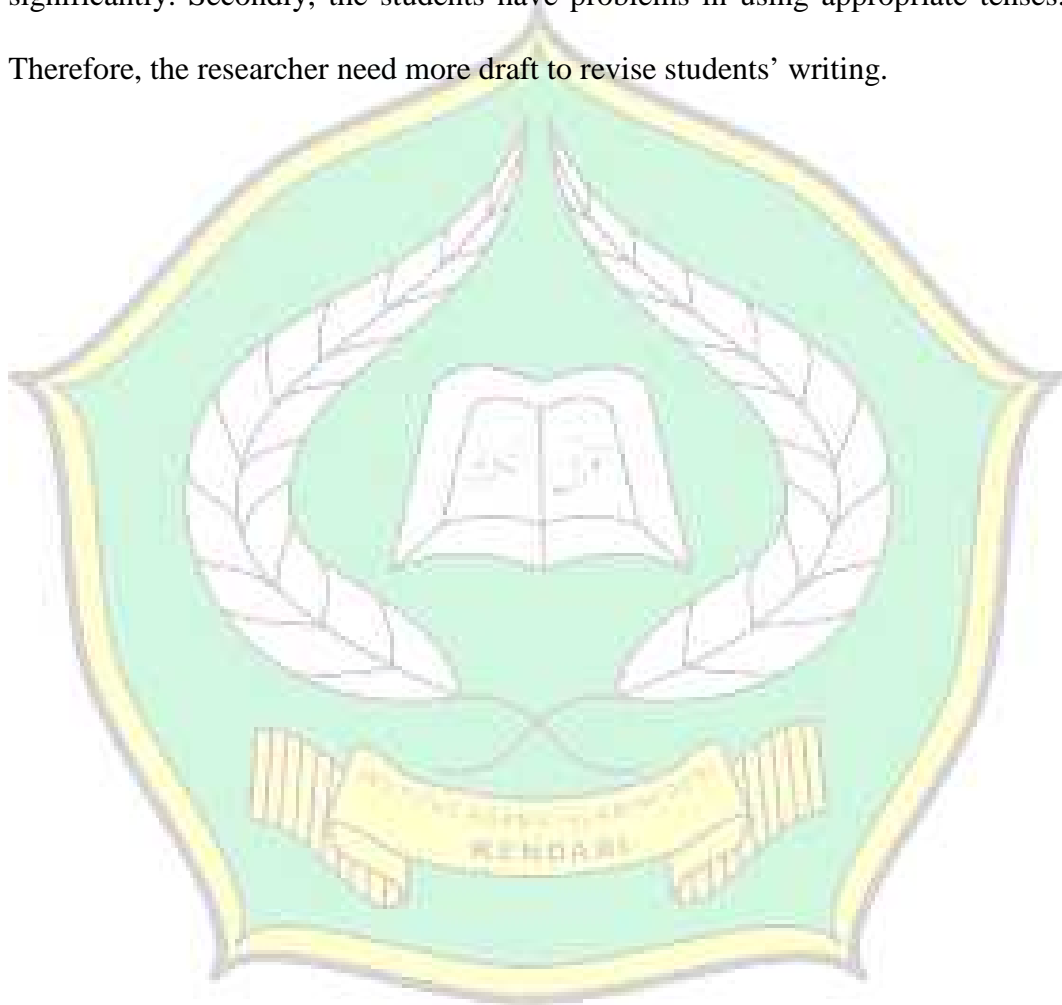 significantly. Secondly, the students have problems in using appropriate tenses.
Therefore, the researcher need more draft to revise students’ writing.
KENDARI